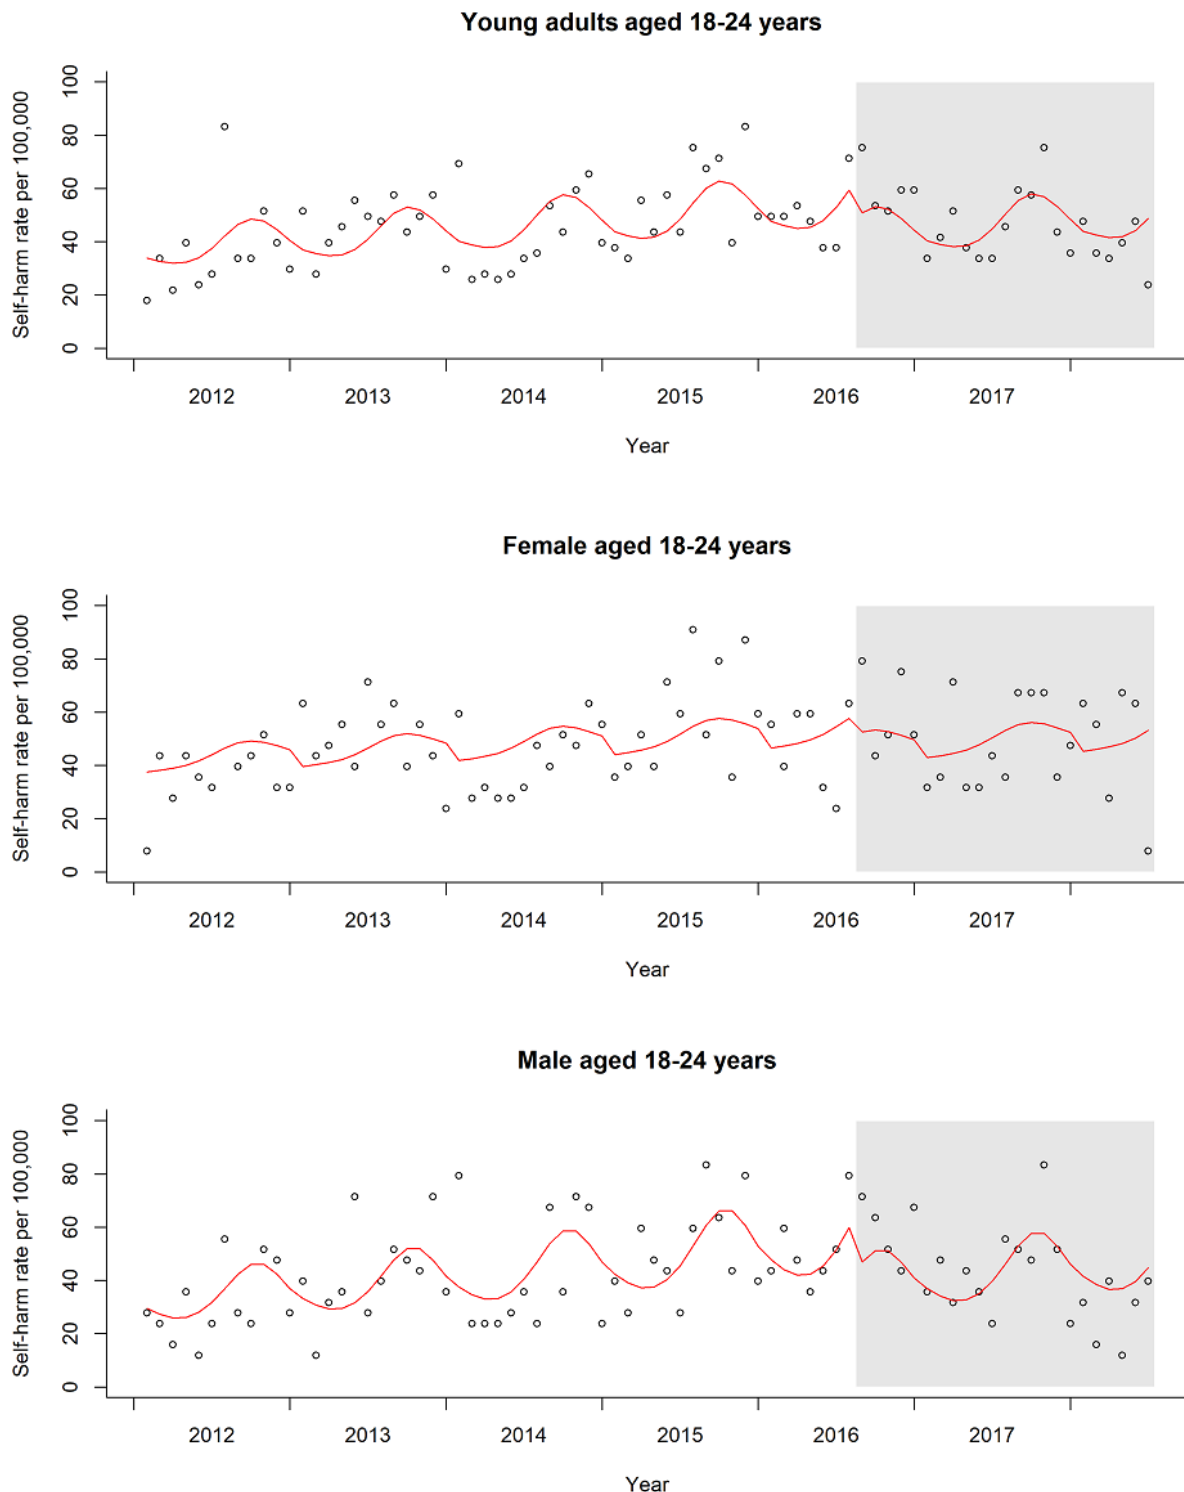 Young adults aged 18-24 years
Self-harm rate per 100,000
100
80
60
40
20
0
2012 2013 2014 2015 2016 2017
Year
Female aged 18-24 years
Self-harm rate per 100,000
100
80
60
40
20
0
2012 2013 2014 2015 2016 2017
Year
Male aged 18-24 years
Self-harm rate per 100,000
100
80
60
40
20
0
2012 2013 2014 2015 2016 2017
Year